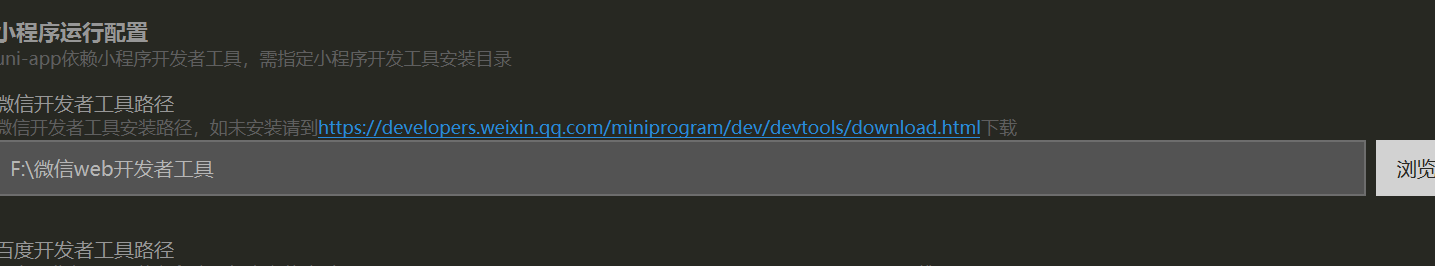 小程序运行配置
uni-app依赖小程序开发者工具，需指定小程序开发工具安装目录
微信开发者工具路径
微信开发者工具安装路径，如未安装请到https://developers.weixin.qq.com/miniprogram/dev/devtools/download.html下载
F:\微信web开发者工具
浏览
百度开发者工具路径